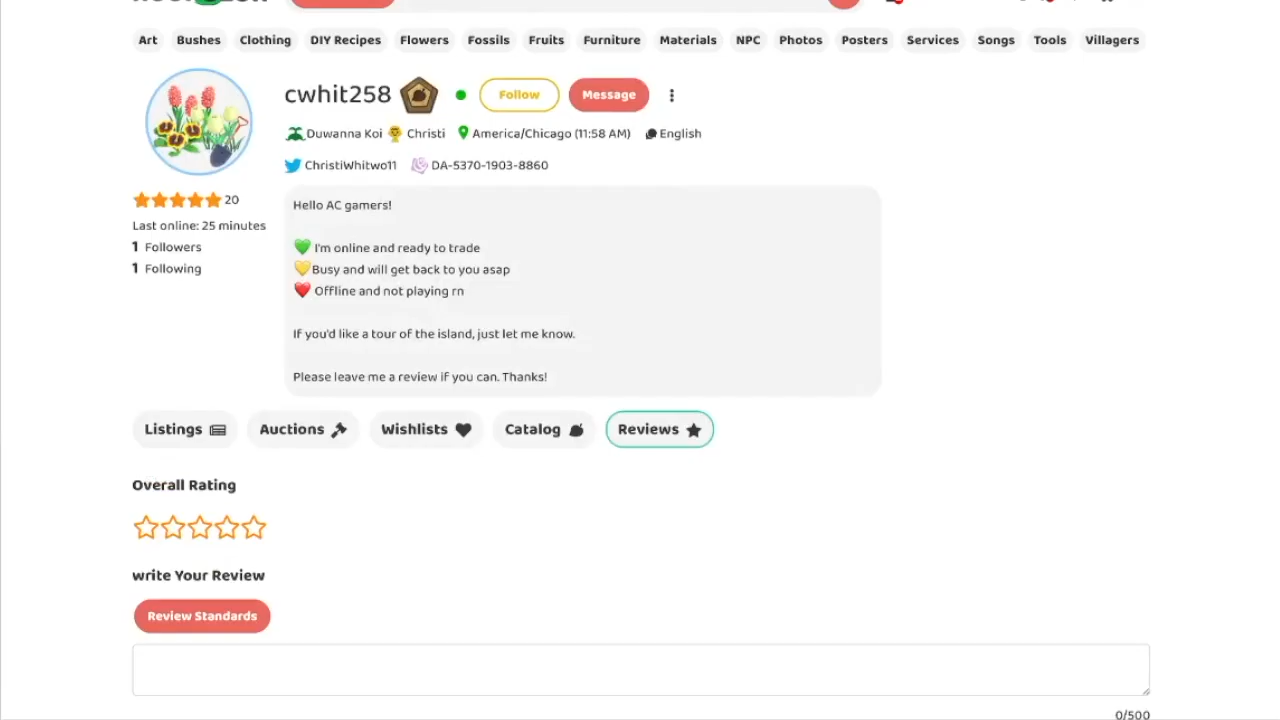 Art Bushes Clothing DIY Recipes Flowers Fossils Fruits Furniture Materials NPC Photos Posters Services Songs Tools Villagers
cwhit258 Follow Message
Duwanna Koi Christi America/Chicago (11:58 AM) English
ChristiWhitwo11 DA-5370-1903-8860
20
Last online: 25 minutes
1 Followers
1 Following
Hello AC gamers!
I'm online and ready to trade
Busy and will get back to you asap
Offline and not playing rn
If you'd like a tour of the island, just let me know.
Please leave me a review if you can. Thanks!
Listings Auctions Wishlists Catalog Reviews
Overall Rating
write Your Review
Review Standards
0/500